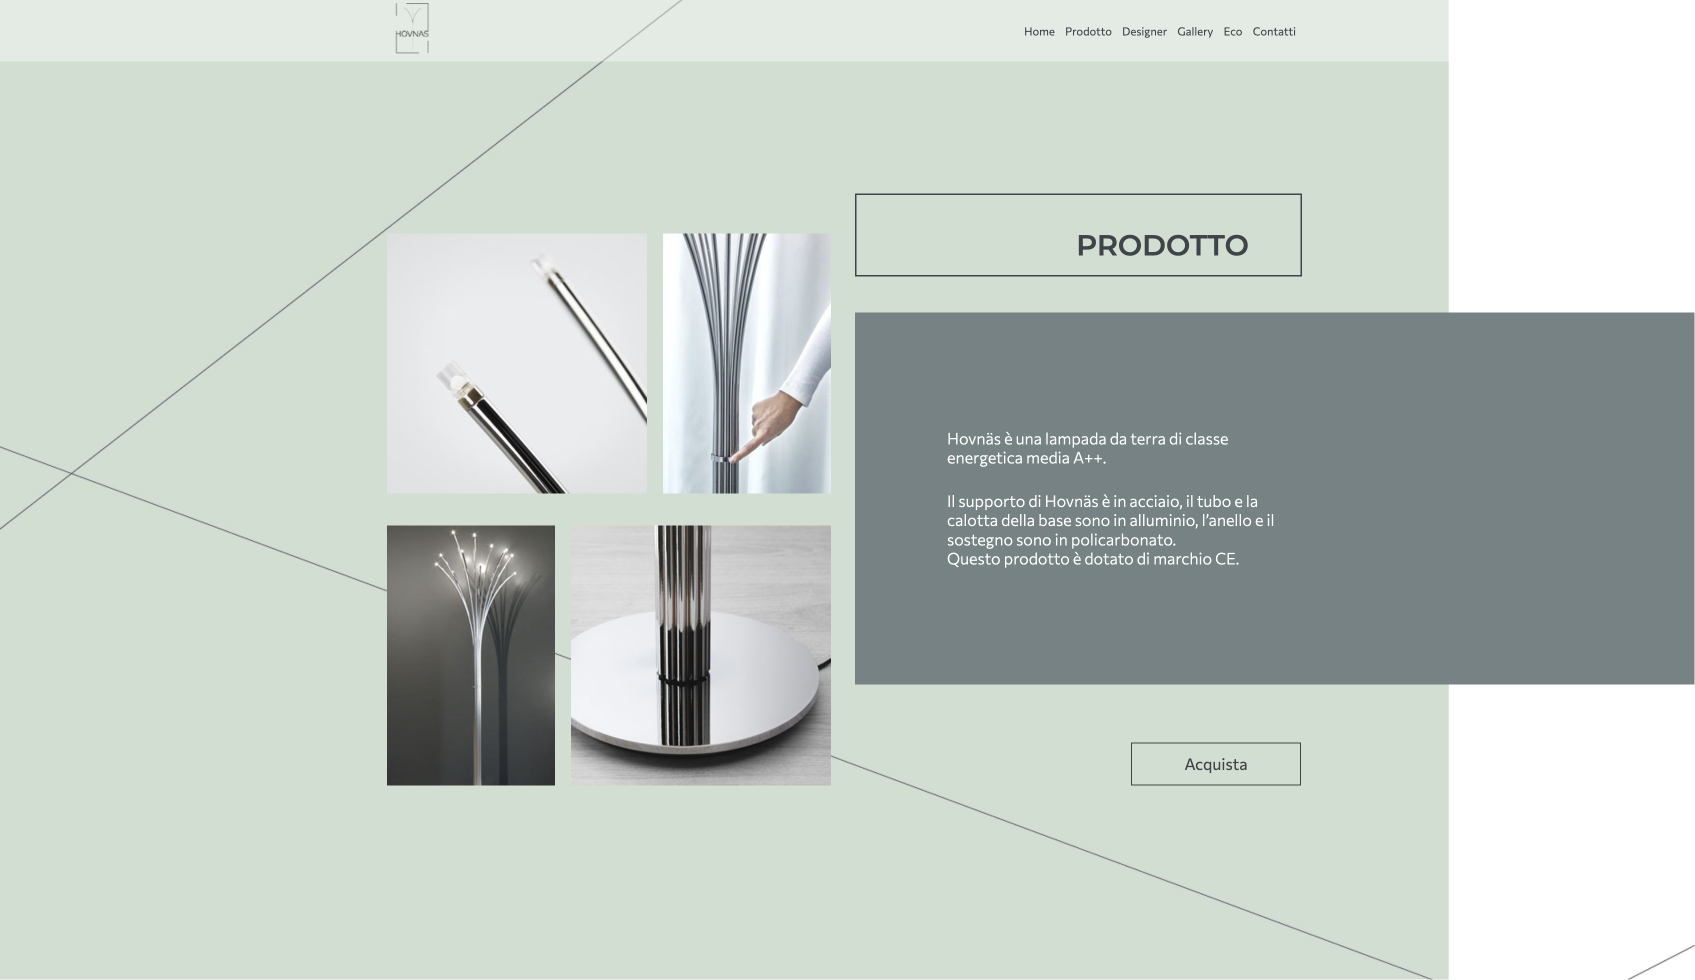 HOVNÄS
Home Prodotto Designer Gallery Eco Contatti
PRODOTTO
Hovnäs è una lampada da terra di classe
energetica media A++.
Il supporto di Hovnäs è in acciaio, il tubo e la
calotta della base sono in alluminio, l'anello e il
sostegno sono in policarbonato.
Questo prodotto è dotato di marchio CE.
Acquista